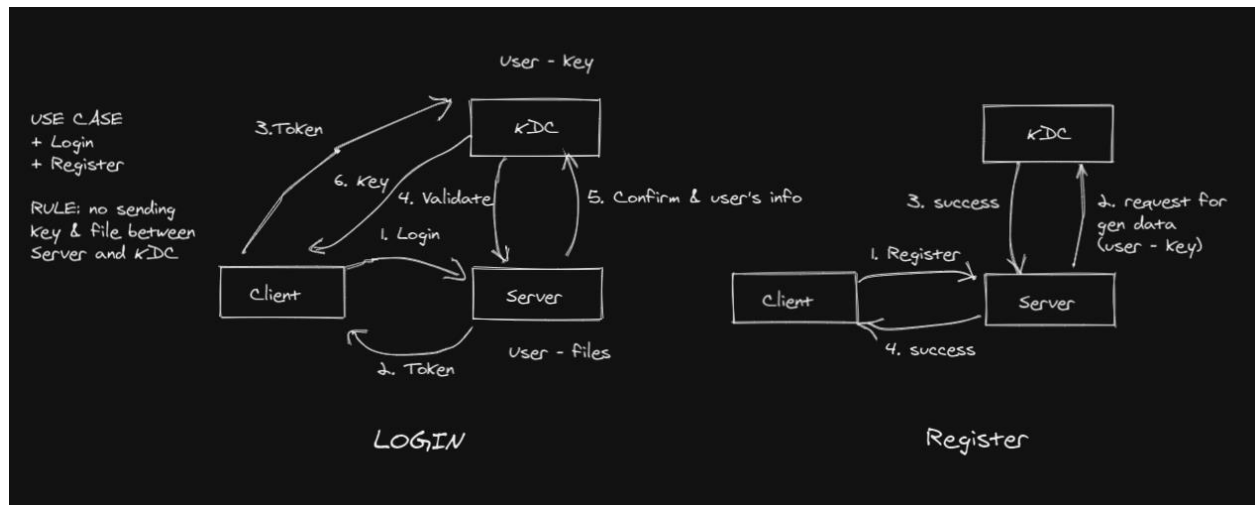 USE CASE
+ Login
+ Register
RULE: no sending
key & file between
Server and KDC
User - key
KDC
3. Token
6. key
4. Validate
5. Confirm & user's info
1. Login
Client
Server
2. Token
User - files
LOGIN
KDC
3. success
2. request for
gen data
(user - key)
1. Register
Client
Server
4. success
Register